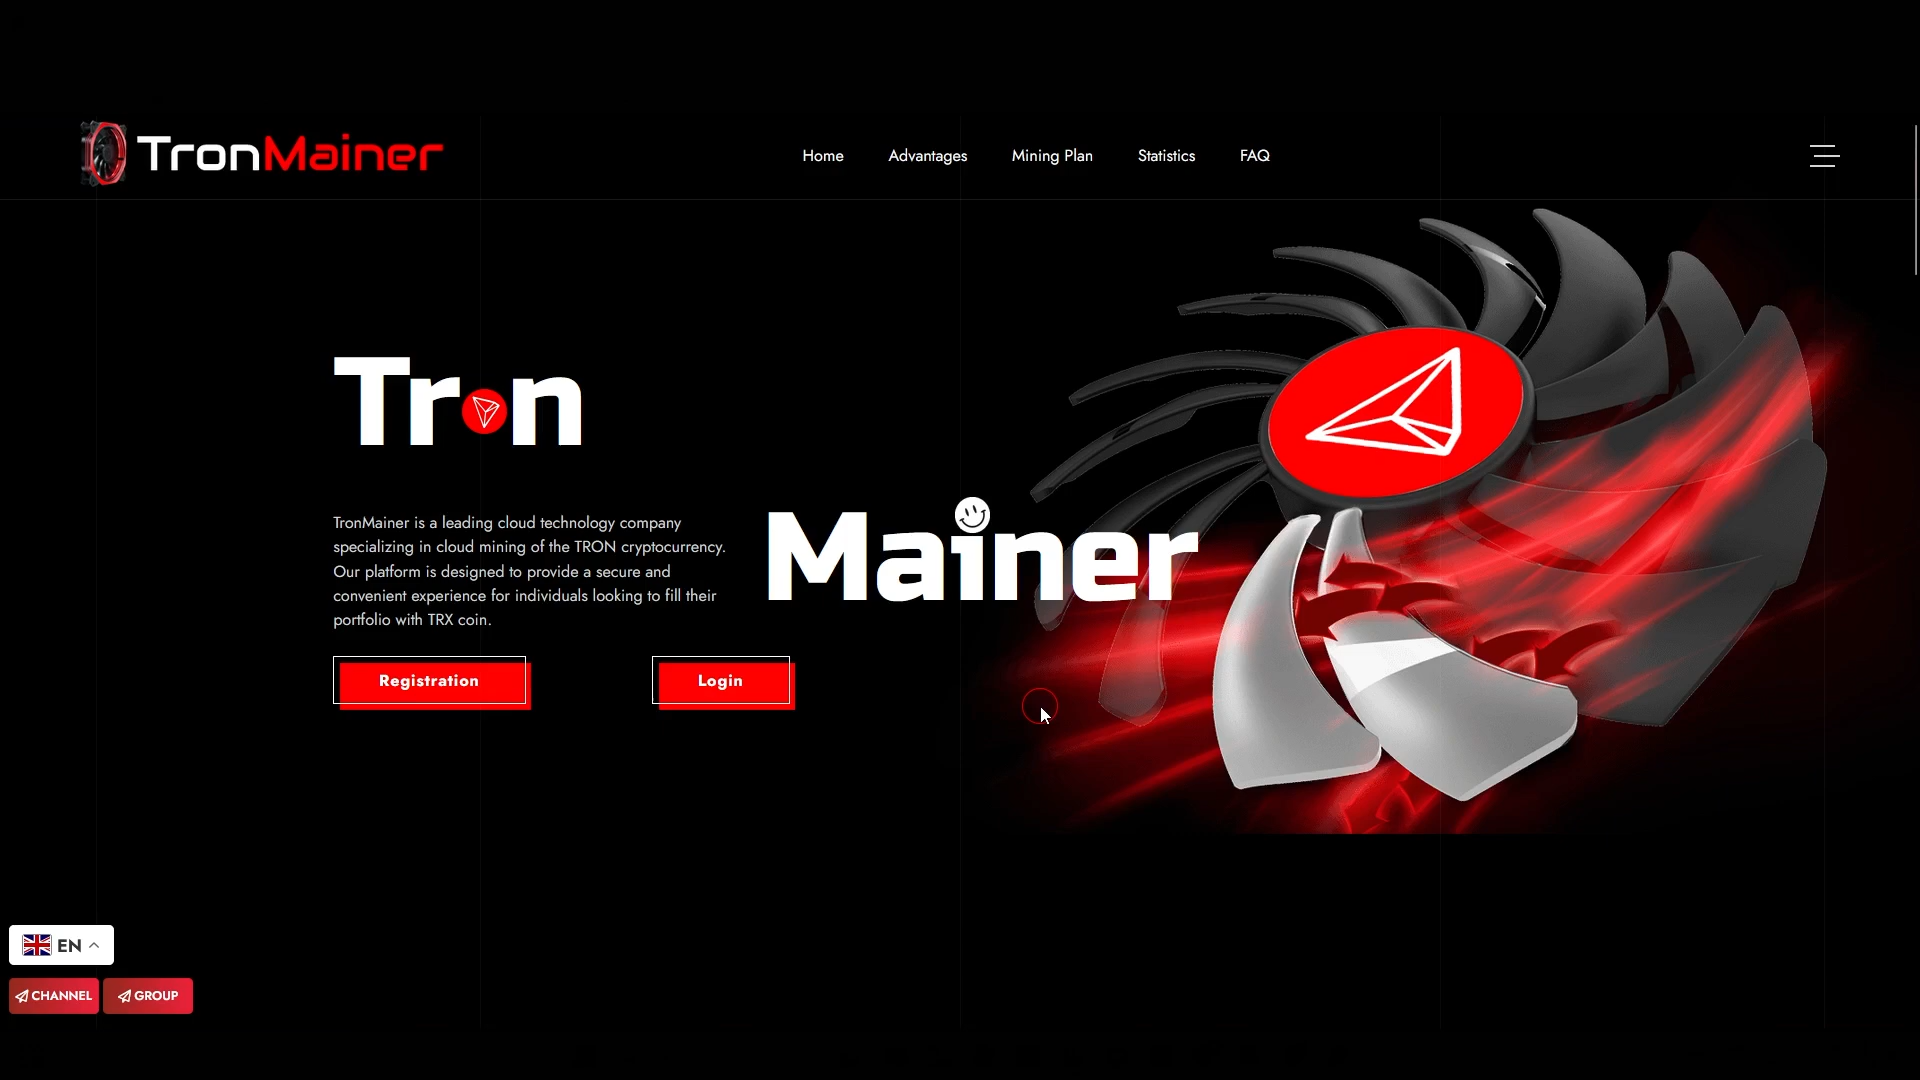 TronMainer
Home
Advantages
Mining Plan
Statistics
FAQ
Tron
Mainer
TronMainer is a leading cloud technology company
specializing in cloud mining of the TRON cryptocurrency.
Our platform is designed to provide a secure and
convenient experience for individuals looking to fill their
portfolio with TRX coin.
Registration
Login
EN
CHANNEL
GROUP